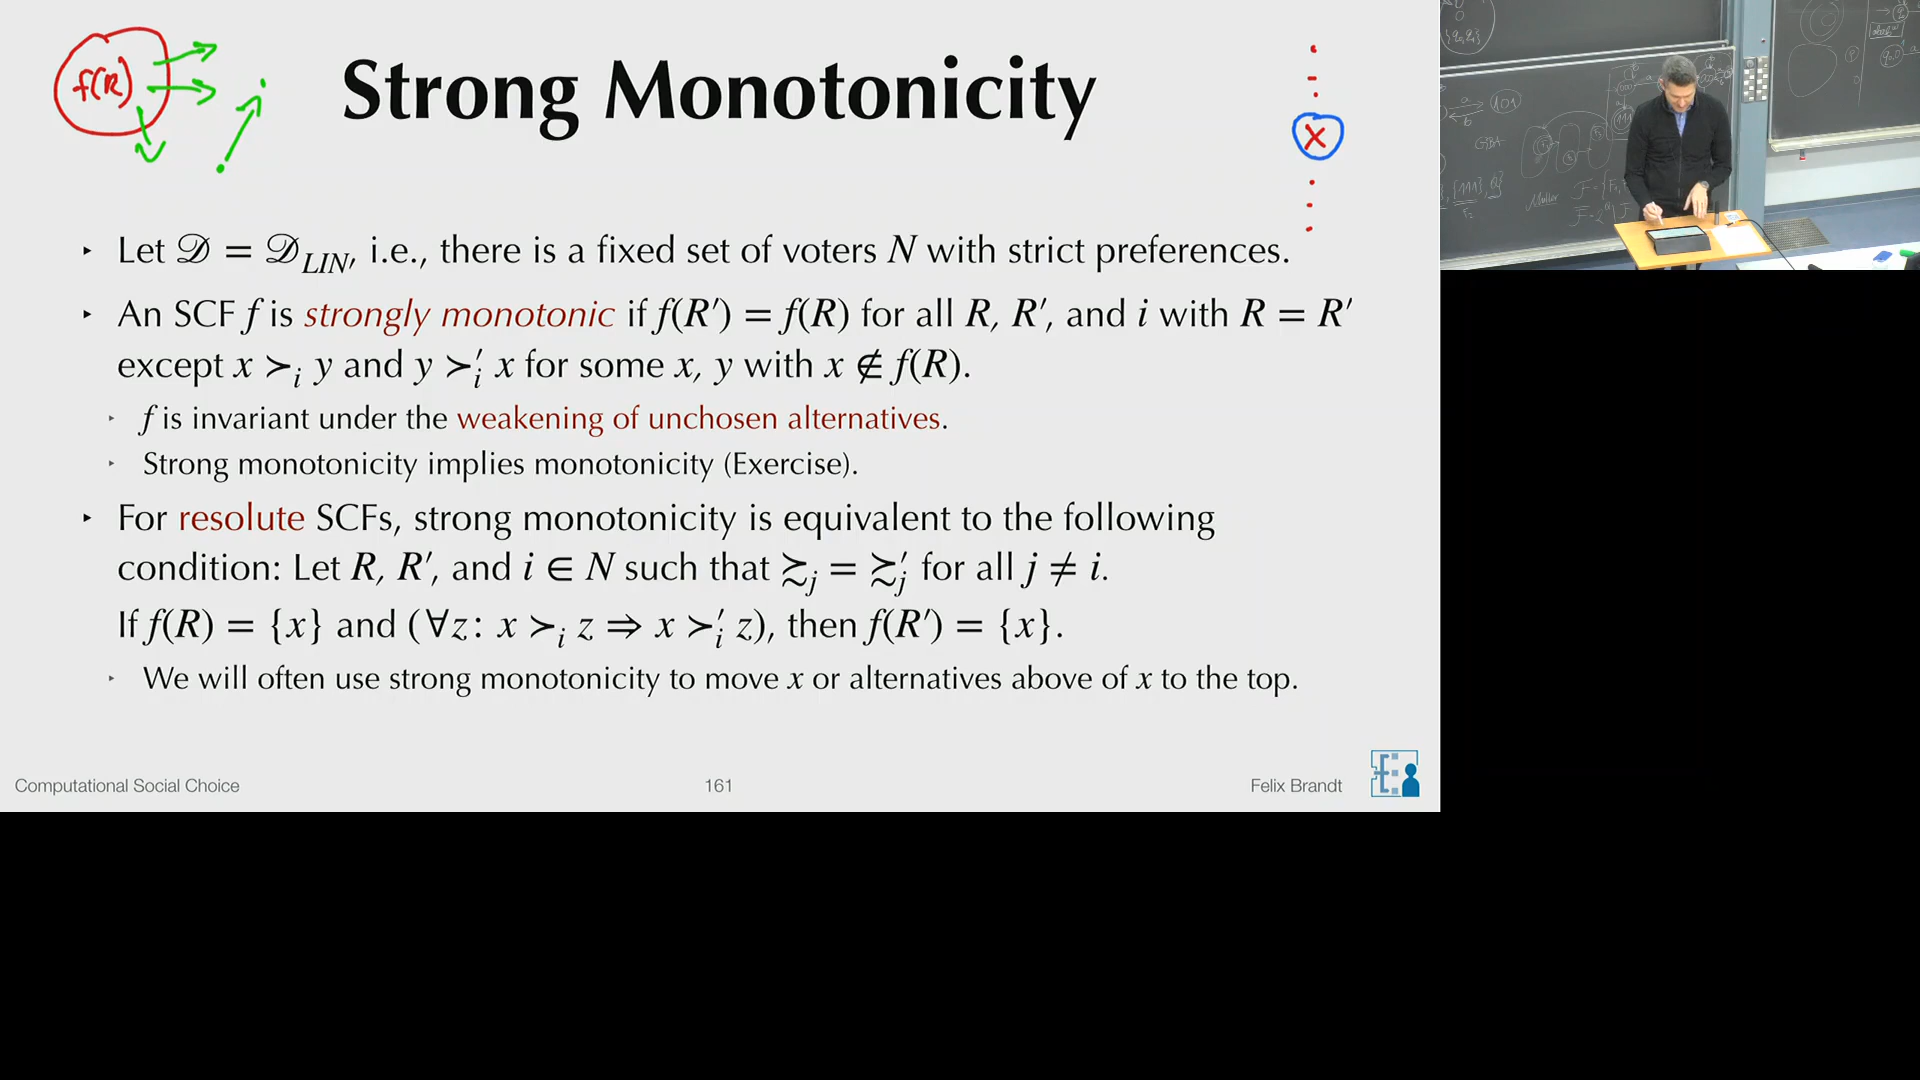 f(R)
Strong Monotonicity
x
‣ Let 𝒟 = 𝒟_LIN, i.e., there is a fixed set of voters N with strict preferences.
‣ An SCF f is strongly monotonic if f(R′) = f(R) for all R, R′, and i with R = R′
except x ≻_i y and y ≻′_i x for some x, y with x ∉ f(R).
‣ f is invariant under the weakening of unchosen alternatives.
‣ Strong monotonicity implies monotonicity (Exercise).
‣ For resolute SCFs, strong monotonicity is equivalent to the following
condition: Let R, R′, and i ∈ N such that ≿_j = ≿′_j for all j ≠ i.
If f(R) = {x} and (∀z: x ≻_i z ⇒ x ≻′_i z), then f(R′) = {x}.
‣ We will often use strong monotonicity to move x or alternatives above of x to the top.
Computational Social Choice
161
Felix Brandt